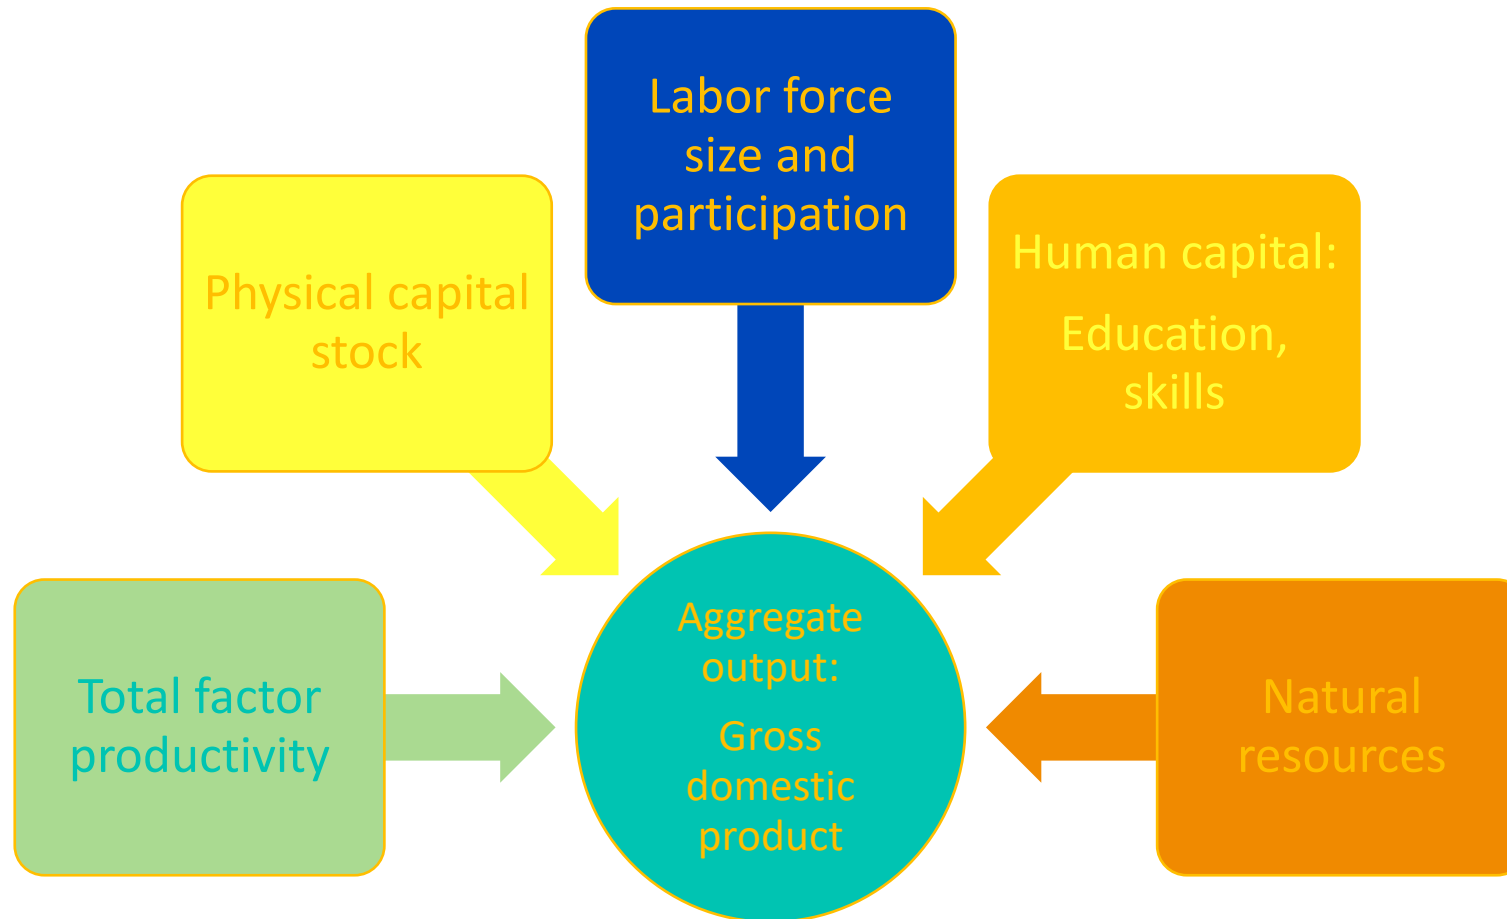 Labor force
size and
participation
Physical capital
stock
Human capital:
Education,
skills
Total factor
productivity
Aggregate
output:
Gross
domestic
product
Natural
resources